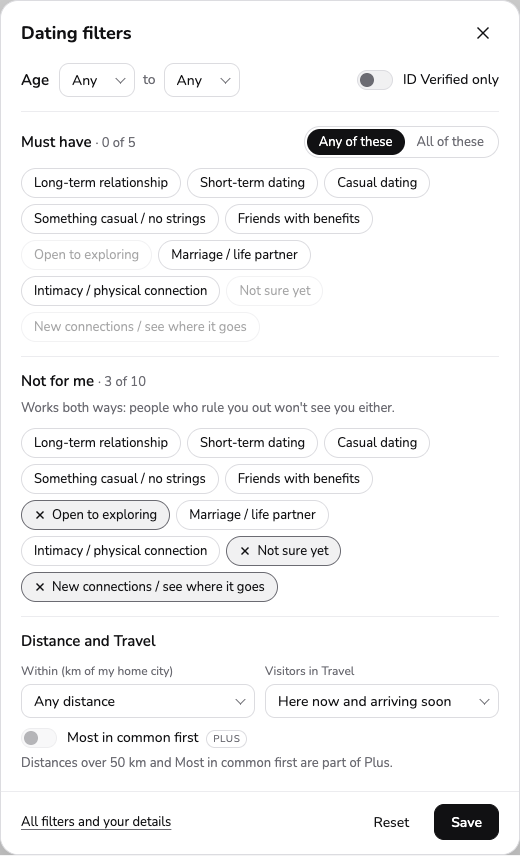 Dating filters
Age Any to Any ID Verified only
Must have · 0 of 5 Any of these All of these
Long-term relationship Short-term dating Casual dating
Something casual / no strings Friends with benefits
Open to exploring Marriage / life partner
Intimacy / physical connection Not sure yet
New connections / see where it goes
Not for me · 3 of 10
Works both ways: people who rule you out won't see you either.
Long-term relationship Short-term dating Casual dating
Something casual / no strings Friends with benefits
× Open to exploring Marriage / life partner
Intimacy / physical connection × Not sure yet
× New connections / see where it goes
Distance and Travel
Within (km of my home city) Visitors in Travel
Any distance Here now and arriving soon
Most in common first PLUS
Distances over 50 km and Most in common first are part of Plus.
All filters and your details Reset Save